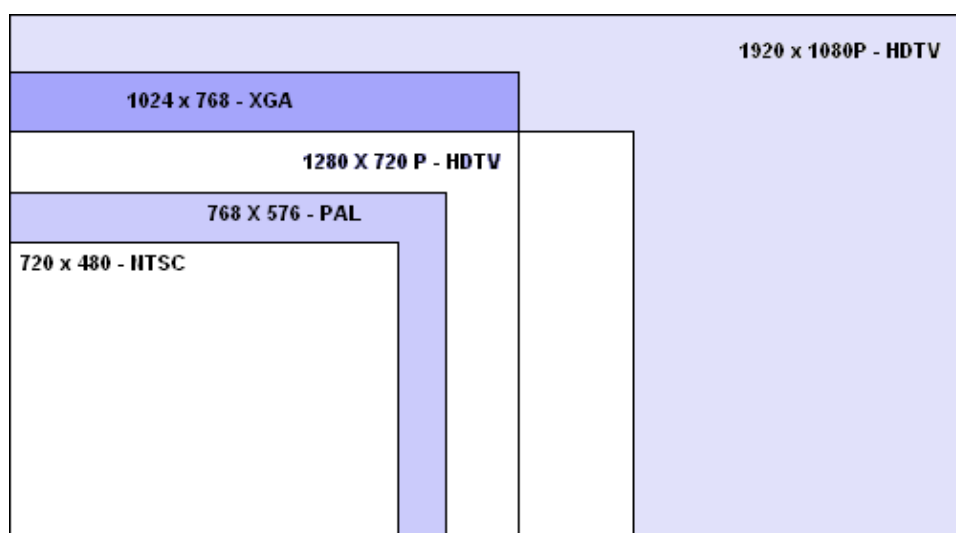 1920 x 1080P - HDTV
1024 x 768 - XGA
1280 X 720 P - HDTV
768 X 576 - PAL
720 x 480 - NTSC